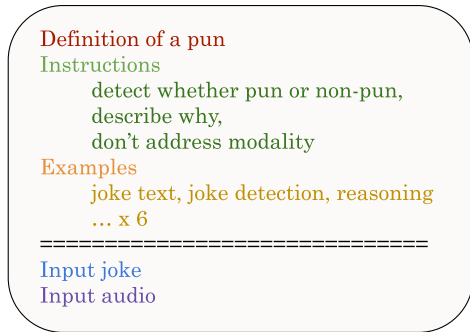 Definition of a pun
Instructions
detect whether pun or non-pun,
describe why,
don't address modality
Examples
joke text, joke detection, reasoning
… x 6
==============================
Input joke
Input audio